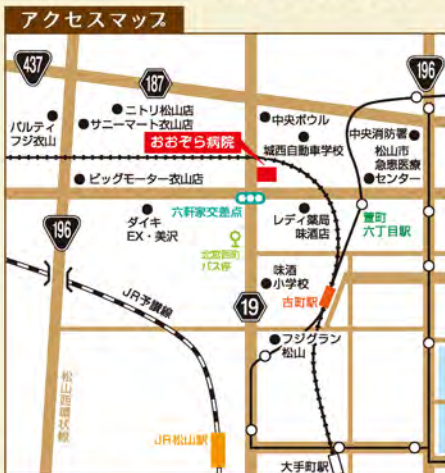 アクセスマップ
437
187
196
パルティ
フジ衣山
ニトリ松山店
サニーマート衣山店
おおぞら病院
中央ボウル
城西自動車学校
中央消防署
松山市
急患医療
センター
ビッグモーター衣山店
六軒家交差点
ダイキ
EX・美沢
レディ薬局
味酒店
萱町
六丁目駅
196
バス停
JR予讃線
味酒
小学校
19
古町駅
フジグラン
松山
松山西環状線
JR松山駅
大手町駅